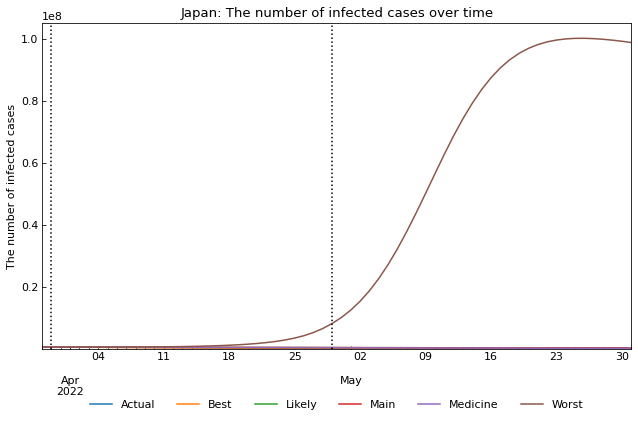 Japan: The number of infected cases over time
1e8
The number of infected cases
1.0
0.8
0.6
0.4
0.2
04 11 18 25 02 09 16 23 30
Apr May
2022
Actual Best Likely Main Medicine Worst